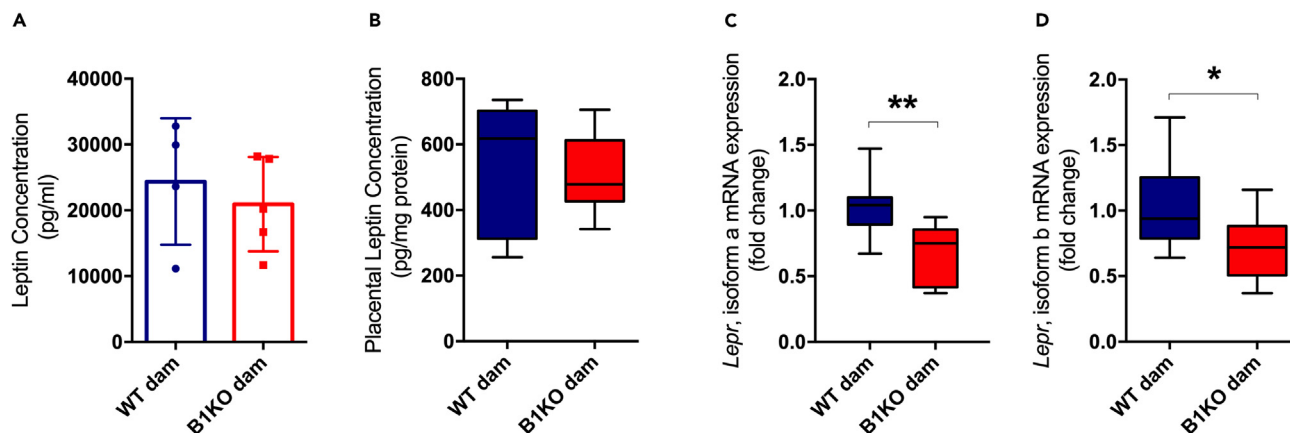 A
Leptin Concentration
(pg/ml)
40000
30000
20000
10000
0
WT dam
B1KO dam
B
Placental Leptin Concentration
(pg/mg protein)
800
600
400
200
0
WT dam
B1KO dam
C
Lepr, isoform a mRNA expression
(fold change)
2.0
1.5
1.0
0.5
0.0
**
WT dam
B1KO dam
D
Lepr, isoform b mRNA expression
(fold change)
2.0
1.5
1.0
0.5
0.0
*
WT dam
B1KO dam